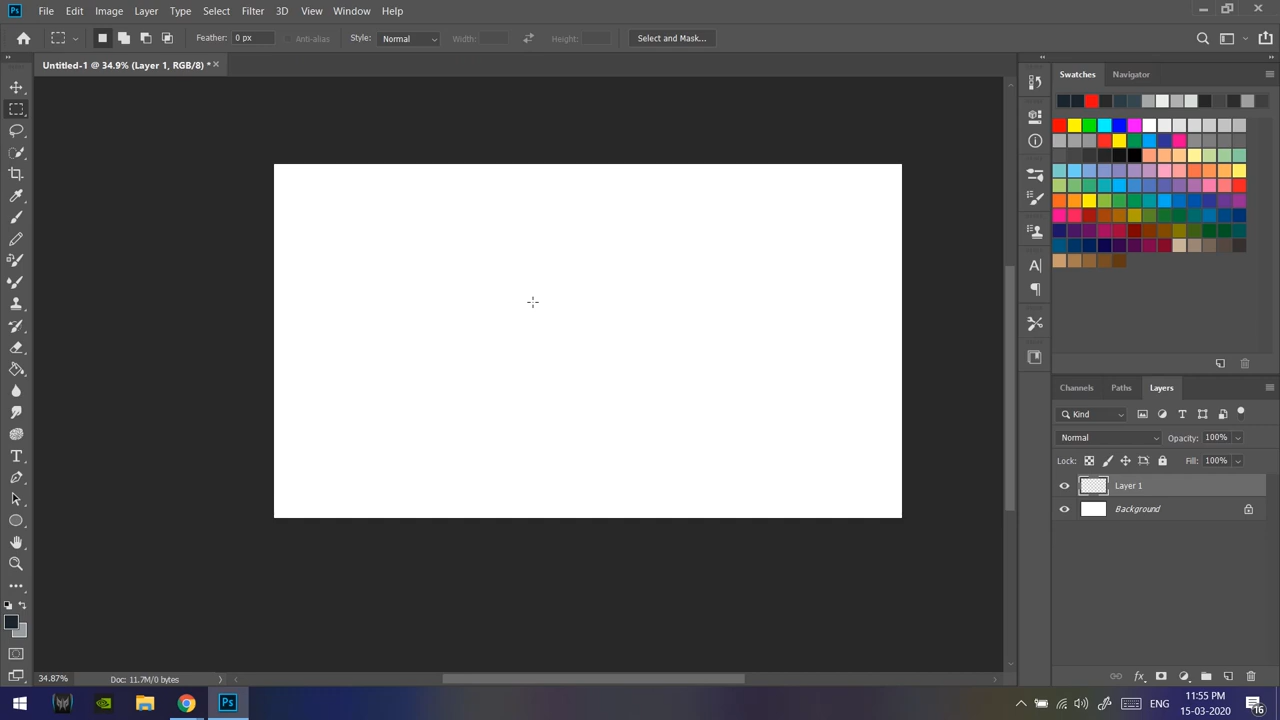 Ps File Edit Image Layer Type Select Filter 3D View Window Help
Feather: 0 px Anti-alias Style: Normal Width: Height: Select and Mask...
Untitled-1 @ 34.9% (Layer 1, RGB/8) *
Swatches Navigator
Channels Paths Layers
Kind
Normal Opacity: 100%
Lock: Fill: 100%
Layer 1
Background
34.87% Doc: 11.7M/0 bytes
Ps ENG 11:55 PM
15-03-2020 16